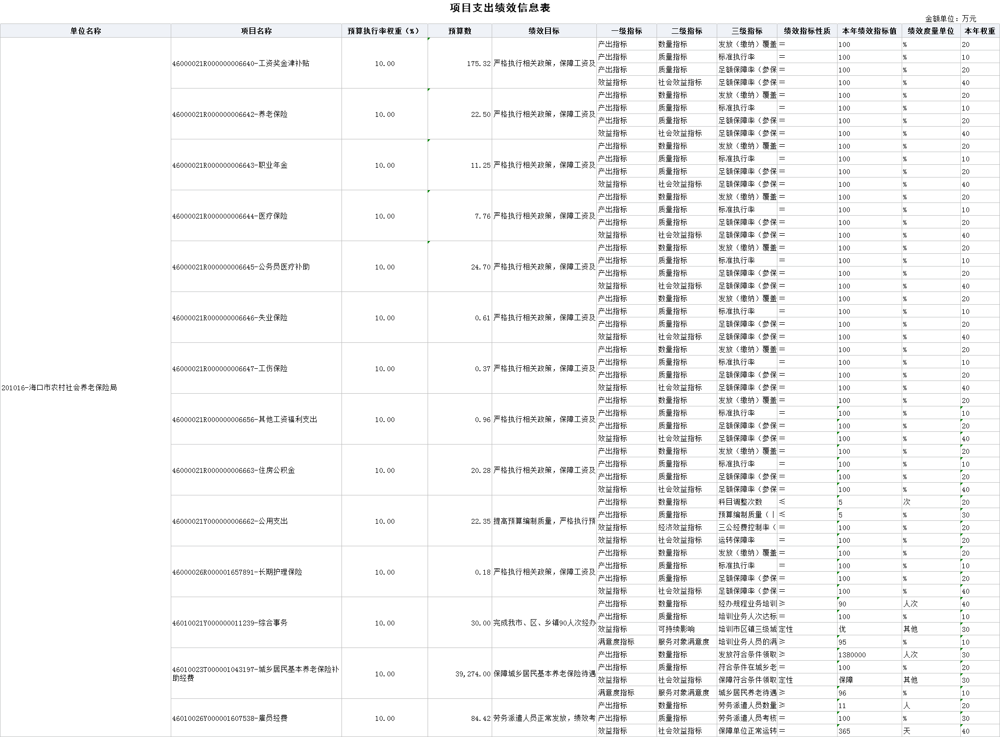 项目支出绩效信息表
金额单位：万元
单位名称 项目名称 预算执行率权重（%） 预算数 绩效目标 一级指标 二级指标 三级指标 绩效指标性质 本年绩效指标值 绩效度量单位 本年权重
201016-海口市农村社会养老保险局
46000021R000000006640-工资奖金津补贴 10.00 175.32 严格执行相关政策，保障工资及
产出指标 数量指标 发放（缴纳）覆盖 ＝ 100 % 20
产出指标 质量指标 标准执行率 ＝ 100 % 10
产出指标 质量指标 足额保障率（参保 ＝ 100 % 20
效益指标 社会效益指标 足额保障率（参保 ＝ 100 % 40
46000021R000000006642-养老保险 10.00 22.50 严格执行相关政策，保障工资及
产出指标 数量指标 发放（缴纳）覆盖 ＝ 100 % 20
产出指标 质量指标 标准执行率 ＝ 100 % 10
产出指标 质量指标 足额保障率（参保 ＝ 100 % 20
效益指标 社会效益指标 足额保障率（参保 ＝ 100 % 40
46000021R000000006643-职业年金 10.00 11.25 严格执行相关政策，保障工资及
产出指标 数量指标 发放（缴纳）覆盖 ＝ 100 % 20
产出指标 质量指标 标准执行率 ＝ 100 % 10
产出指标 质量指标 足额保障率（参保 ＝ 100 % 20
效益指标 社会效益指标 足额保障率（参保 ＝ 100 % 40
46000021R000000006644-医疗保险 10.00 7.76 严格执行相关政策，保障工资及
产出指标 数量指标 发放（缴纳）覆盖 ＝ 100 % 20
产出指标 质量指标 标准执行率 ＝ 100 % 10
产出指标 质量指标 足额保障率（参保 ＝ 100 % 20
效益指标 社会效益指标 足额保障率（参保 ＝ 100 % 40
46000021R000000006645-公务员医疗补助 10.00 24.70 严格执行相关政策，保障工资及
产出指标 数量指标 发放（缴纳）覆盖 ＝ 100 % 20
产出指标 质量指标 标准执行率 ＝ 100 % 10
产出指标 质量指标 足额保障率（参保 ＝ 100 % 20
效益指标 社会效益指标 足额保障率（参保 ＝ 100 % 40
46000021R000000006646-失业保险 10.00 0.61 严格执行相关政策，保障工资及
产出指标 数量指标 发放（缴纳）覆盖 ＝ 100 % 20
产出指标 质量指标 标准执行率 ＝ 100 % 10
产出指标 质量指标 足额保障率（参保 ＝ 100 % 20
效益指标 社会效益指标 足额保障率（参保 ＝ 100 % 40
46000021R000000006647-工伤保险 10.00 0.37 严格执行相关政策，保障工资及
产出指标 数量指标 发放（缴纳）覆盖 ＝ 100 % 20
产出指标 质量指标 标准执行率 ＝ 100 % 10
产出指标 质量指标 足额保障率（参保 ＝ 100 % 20
效益指标 社会效益指标 足额保障率（参保 ＝ 100 % 40
46000021R000000006656-其他工资福利支出 10.00 0.96 严格执行相关政策，保障工资及
产出指标 数量指标 发放（缴纳）覆盖 ＝ 100 % 20
产出指标 质量指标 标准执行率 ＝ 100 % 10
产出指标 质量指标 足额保障率（参保 ＝ 100 % 20
效益指标 社会效益指标 足额保障率（参保 ＝ 100 % 40
46000021R000000006663-住房公积金 10.00 20.28 严格执行相关政策，保障工资及
产出指标 数量指标 发放（缴纳）覆盖 ＝ 100 % 20
产出指标 质量指标 标准执行率 ＝ 100 % 10
产出指标 质量指标 足额保障率（参保 ＝ 100 % 20
效益指标 社会效益指标 足额保障率（参保 ＝ 100 % 40
46000021Y000000006662-公用支出 10.00 22.35 提高预算编制质量，严格执行预
产出指标 数量指标 科目调整次数 ≤ 5 次 20
产出指标 质量指标 预算编制质量（｜ ≤ 5 % 30
效益指标 经济效益指标 三公经费控制率（ ＝ 100 % 20
效益指标 社会效益指标 运转保障率 ＝ 100 % 20
46000026R000001657891-长期护理保险 10.00 0.18 严格执行相关政策，保障工资及
产出指标 数量指标 发放（缴纳）覆盖 ＝ 100 % 20
产出指标 质量指标 标准执行率 ＝ 100 % 10
产出指标 质量指标 足额保障率（参保 ＝ 100 % 20
效益指标 社会效益指标 足额保障率（参保 ＝ 100 % 40
46010021Y000000011239-综合事务 10.00 30.00 完成我市、区、乡镇90人次经办
产出指标 数量指标 经办规程业务培训 ≥ 90 人次 40
产出指标 质量指标 培训业务人次达标 ＝ 100 % 10
效益指标 可持续影响 培训市区镇三级城 定性 优 其他 30
满意度指标 服务对象满意度 培训业务人员的满 ≥ 95 % 10
46010023T000001043197-城乡居民基本养老保险补
助经费 10.00 39,274.00 保障城乡居民基本养老保险待遇
产出指标 数量指标 发放符合条件领取 ≥ 1380000 人次 30
产出指标 质量指标 符合条件在城乡老 ＝ 100 % 20
效益指标 社会效益指标 保障符合条件领取 定性 保障 其他 30
满意度指标 服务对象满意度 城乡居民养老待遇 ≥ 96 % 10
46010026Y000001607538-雇员经费 10.00 84.42 劳务派遣人员正常发放，绩效考
产出指标 数量指标 劳务派遣人员数量 ≥ 11 人 20
产出指标 质量指标 劳务派遣人员考核 ＝ 100 % 30
效益指标 社会效益指标 保障单位正常运转 ＝ 365 天 40